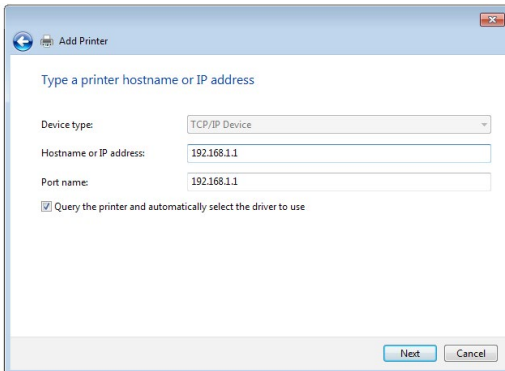 Add Printer
Type a printer hostname or IP address
Device type: TCP/IP Device
Hostname or IP address: 192.168.1.1
Port name: 192.168.1.1
Query the printer and automatically select the driver to use
Next Cancel